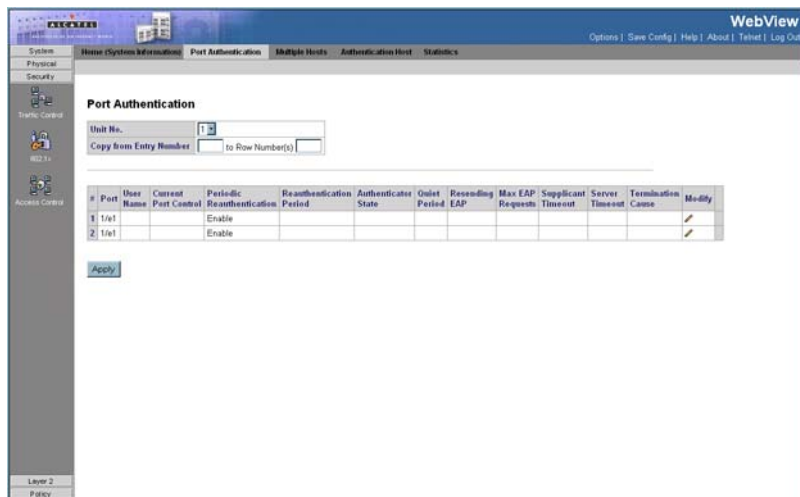 ALCATEL
WebView
Options | Save Config | Help | About | Telnet | Log Out
System
Physical
Security
Home (System Information) Port Authentication Multiple Hosts Authentication Host Statistics
Traffic Control
802.1x
Access Control
Port Authentication
Unit No. 1
Copy from Entry Number to Row Number(s)
# Port User Name Current Port Control Periodic Reauthentication Reauthentication Period Authenticator State Quiet Period Resending EAP Max EAP Requests Supplicant Timeout Server Timeout Termination Cause Modify
1 1/e1 Enable
2 1/e1 Enable
Apply
Layer 2
Policy